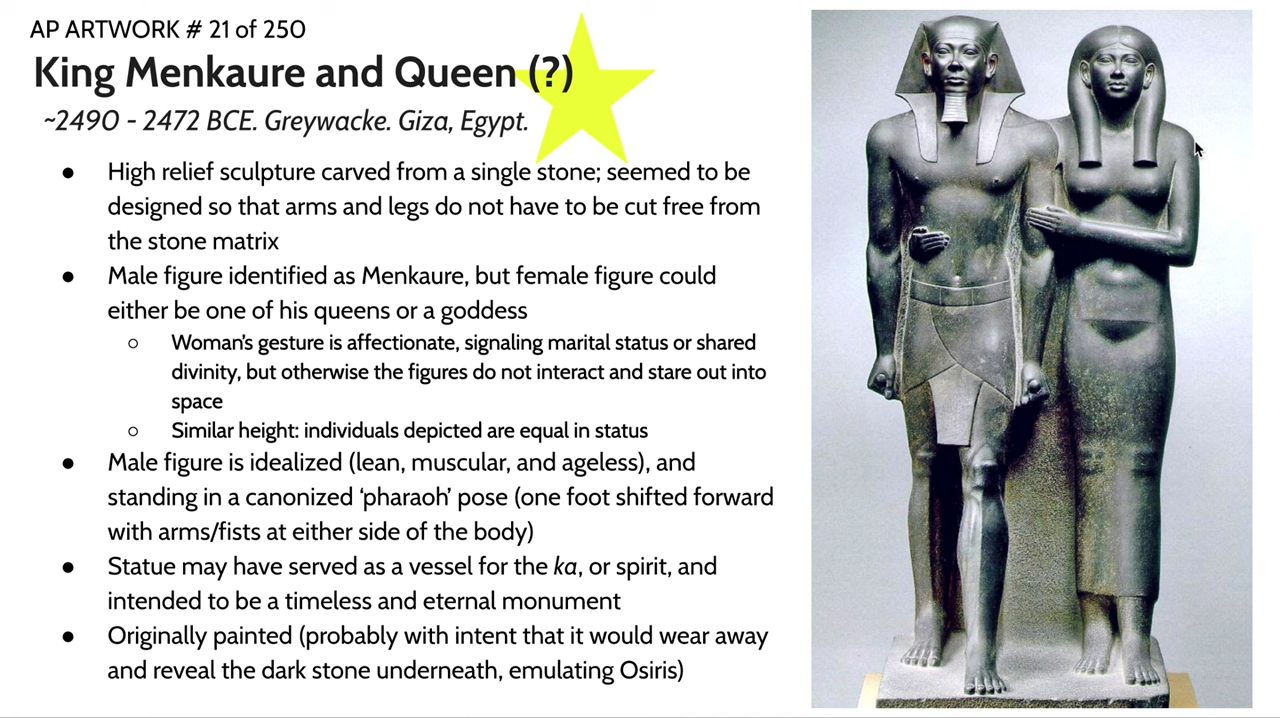 AP ARTWORK # 21 of 250
King Menkaure and Queen (?)
~2490 - 2472 BCE. Greywacke. Giza, Egypt.
● High relief sculpture carved from a single stone; seemed to be
designed so that arms and legs do not have to be cut free from
the stone matrix
● Male figure identified as Menkaure, but female figure could
either be one of his queens or a goddess
○ Woman's gesture is affectionate, signaling marital status or shared
divinity, but otherwise the figures do not interact and stare out into
space
○ Similar height: individuals depicted are equal in status
● Male figure is idealized (lean, muscular, and ageless), and
standing in a canonized 'pharaoh' pose (one foot shifted forward
with arms/fists at either side of the body)
● Statue may have served as a vessel for the ka, or spirit, and
intended to be a timeless and eternal monument
● Originally painted (probably with intent that it would wear away
and reveal the dark stone underneath, emulating Osiris)